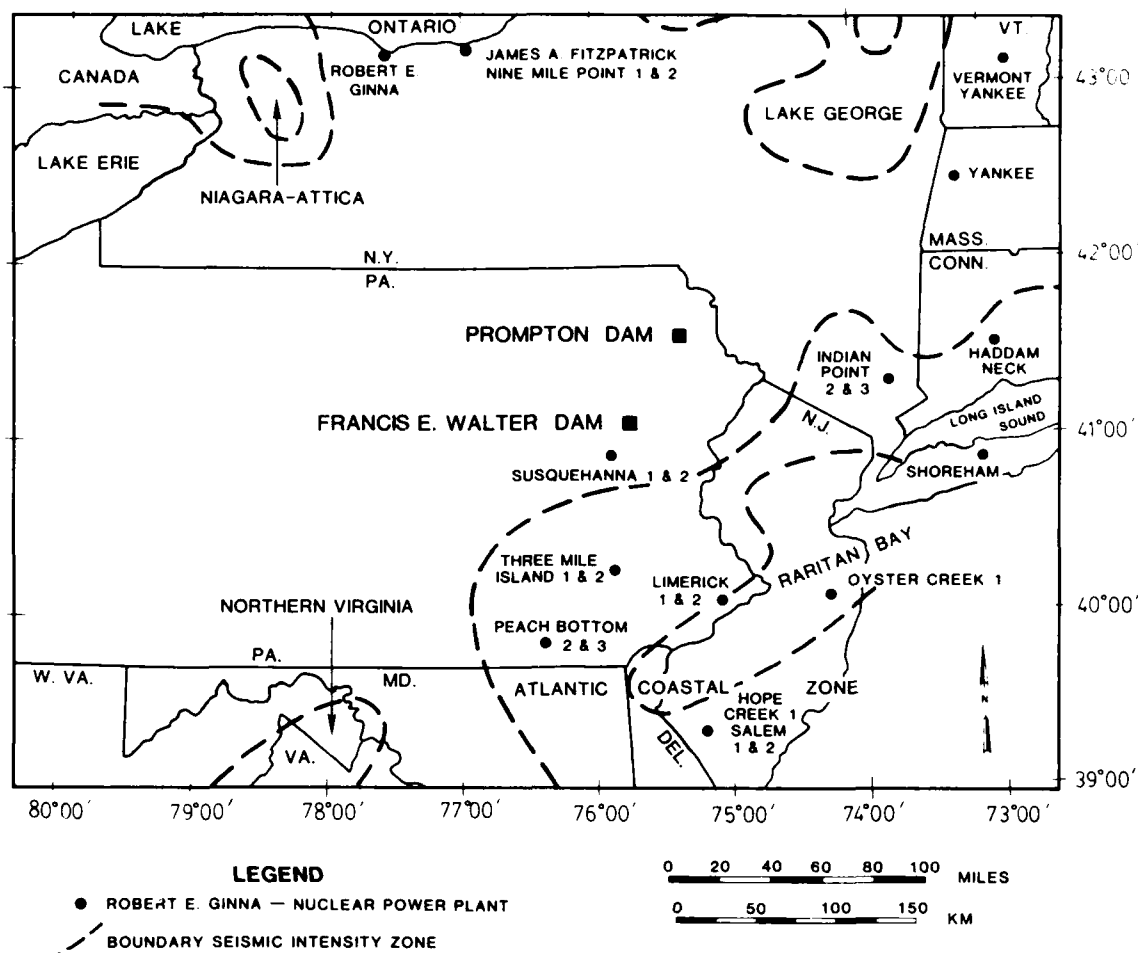 LAKE
ONTARIO
CANADA
ROBERT E.
GINNA
JAMES A. FITZPATRICK
NINE MILE POINT 1 & 2
VT.
VERMONT
YANKEE
43°00'
LAKE GEORGE
LAKE ERIE
NIAGARA-ATTICA
YANKEE
MASS.
CONN.
42°00'
N.Y.
PA.
PROMPTON DAM
INDIAN
POINT
2 & 3
HADDAM
NECK
FRANCIS E. WALTER DAM
N.J.
LONG ISLAND
SOUND
41°00'
SUSQUEHANNA 1 & 2
SHOREHAM
THREE MILE
ISLAND 1 & 2
LIMERICK
1 & 2
RARITAN BAY
OYSTER CREEK 1
40°00'
NORTHERN VIRGINIA
PEACH BOTTOM
2 & 3
PA.
W. VA.
MD.
ATLANTIC COASTAL ZONE
HOPE
CREEK 1
SALEM
1 & 2
DEL.
VA.
39°00'
80°00' 79°00' 78°00' 77°00' 76°00' 75°00' 74°00' 73°00'
N
LEGEND
ROBERT E. GINNA — NUCLEAR POWER PLANT
BOUNDARY SEISMIC INTENSITY ZONE
0 20 40 60 80 100 MILES
0 50 100 150 KM